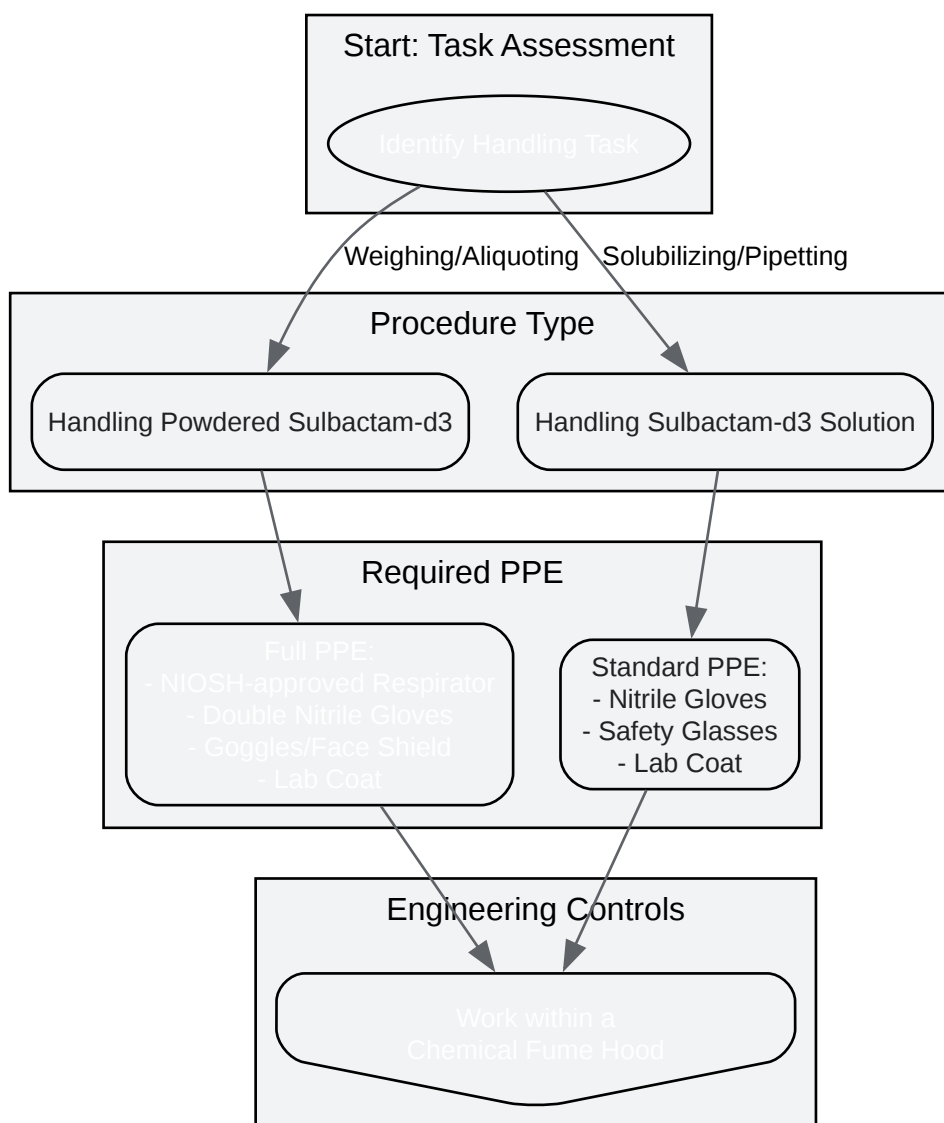 Start: Task Assessment
Identify Handling Task
Weighing/Aliquoting
Solubilizing/Pipetting
Procedure Type
Handling Powdered Sulbactam-d3
Handling Sulbactam-d3 Solution
Required PPE
Full PPE:
- NIOSH-approved Respirator
- Double Nitrile Gloves
- Goggles/Face Shield
- Lab Coat
Standard PPE:
- Nitrile Gloves
- Safety Glasses
- Lab Coat
Engineering Controls
Work within a
Chemical Fume Hood